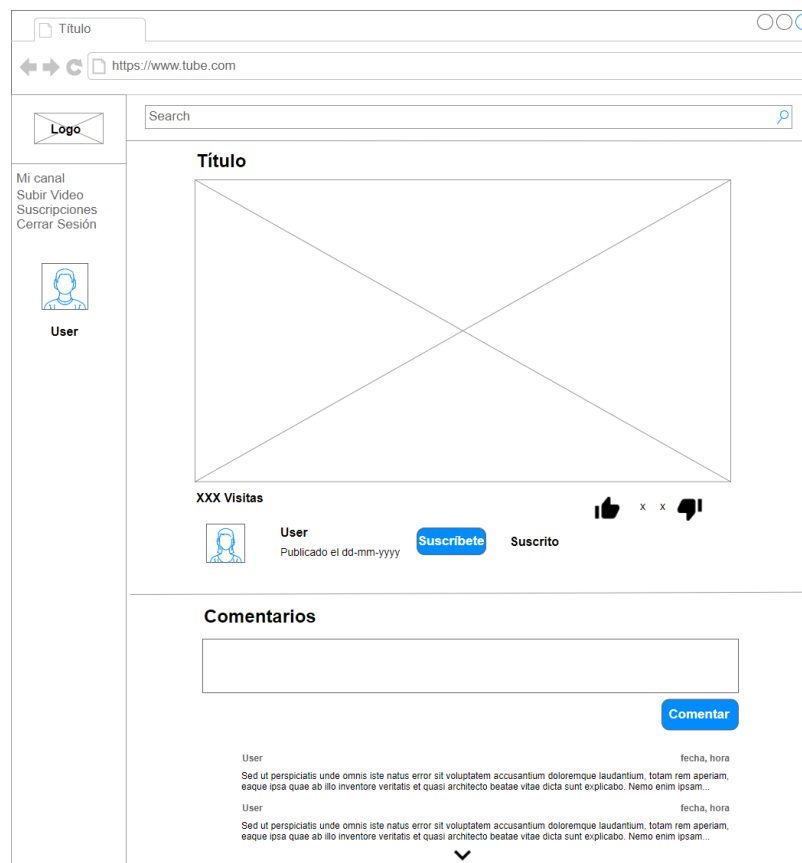 Título
https://www.tube.com
Logo
Search
Mi canal
Subir Video
Suscripciones
Cerrar Sesión
User
Título
XXX Visitas
x x
User
Publicado el dd-mm-yyyy
Suscríbete
Suscrito
Comentarios
Comentar
User fecha, hora
Sed ut perspiciatis unde omnis iste natus error sit voluptatem accusantium doloremque laudantium, totam rem aperiam,
eaque ipsa quae ab illo inventore veritatis et quasi architecto beatae vitae dicta sunt explicabo. Nemo enim ipsam...
User fecha, hora
Sed ut perspiciatis unde omnis iste natus error sit voluptatem accusantium doloremque laudantium, totam rem aperiam,
eaque ipsa quae ab illo inventore veritatis et quasi architecto beatae vitae dicta sunt explicabo. Nemo enim ipsam...